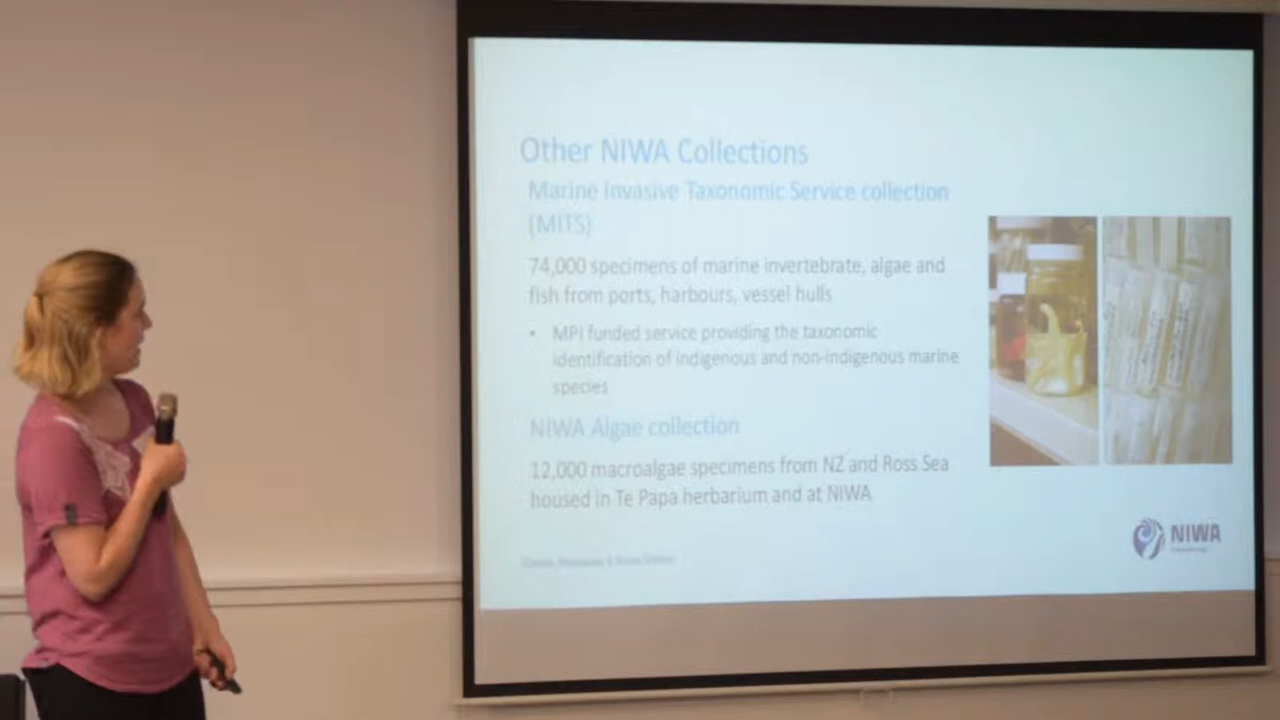 Other NIWA Collections
Marine Invasive Taxonomic Service collection
(MITS)
74,000 specimens of marine invertebrate, algae and
fish from ports, harbours, vessel hulls
• MPI funded service providing the taxonomic
identification of indigenous and non-indigenous marine
species
NIWA Algae collection
12,000 macroalgae specimens from NZ and Ross Sea
housed in Te Papa herbarium and at NIWA
NIWA